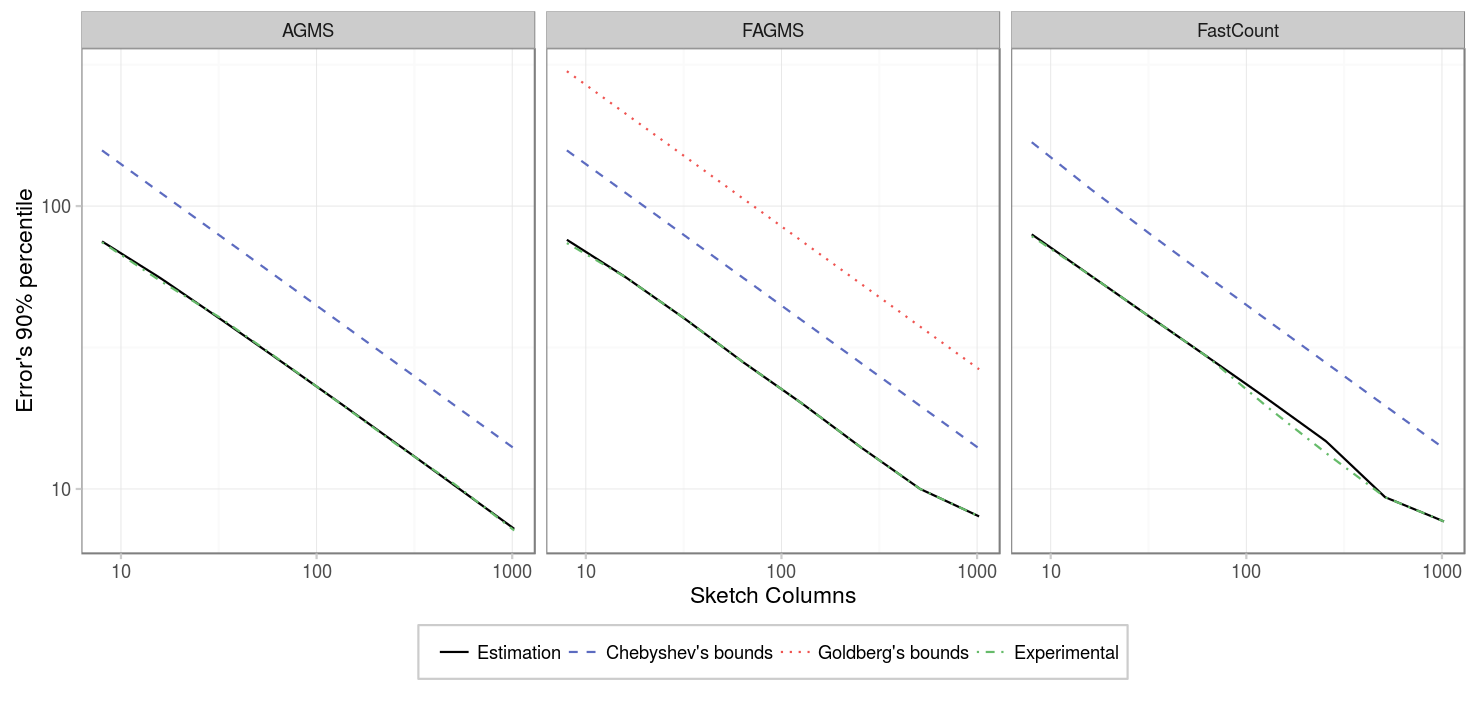 AGMS FAGMS FastCount
Error's 90% percentile
100
10
10 100 1000 10 100 1000 10 100 1000
Sketch Columns
Estimation Chebyshev's bounds Goldberg's bounds Experimental